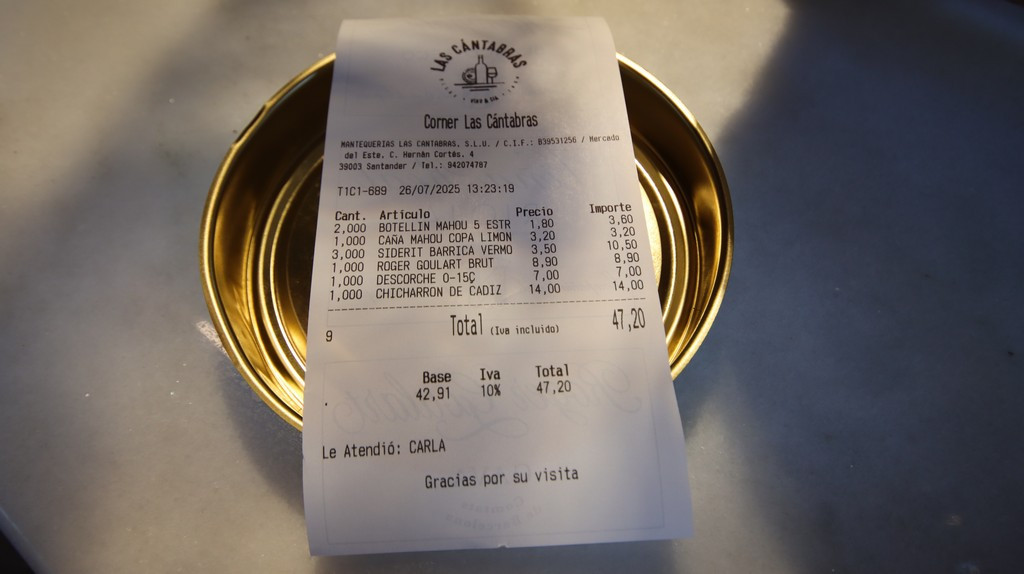 LAS CÁNTABRAS
Corner Las Cántabras
MANTEQUERIAS LAS CANTABRAS, S.L.U. / C.I.F.: B39531256 / Mercado
del Este. C. Hernán Cortés. 4
39003 Santander / Tel.: 942074787
T1C1-689 26/07/2025 13:23:19
Cant. Artículo Precio Importe
2,000 BOTELLIN MAHOU 5 ESTR 1,80 3,60
1,000 CAÑA MAHOU COPA LIMON 3,20 3,20
3,000 SIDERIT BARRICA VERMO 3,50 10,50
1,000 ROGER GOULART BRUT 8,90 8,90
1,000 DESCORCHE 0-15Ç 7,00 7,00
1,000 CHICHARRON DE CADIZ 14,00 14,00
9 Total (Iva incluido) 47,20
Base Iva Total
42,91 10% 47,20
Le Atendió: CARLA
Gracias por su visita